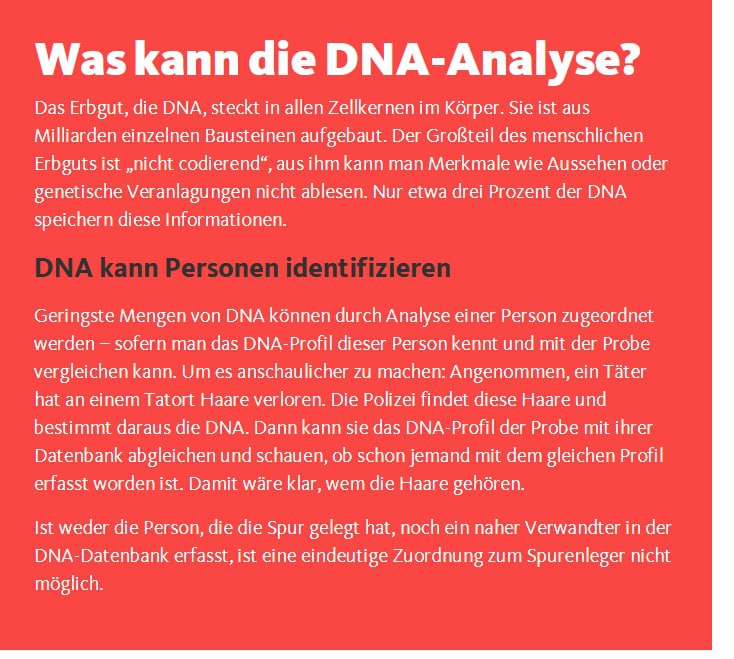 Was kann die DNA-Analyse?
Das Erbgut, die DNA, steckt in allen Zellkernen im Körper. Sie ist aus
Milliarden einzelnen Bausteinen aufgebaut. Der Großteil des menschlichen
Erbguts ist „nicht codierend“, aus ihm kann man Merkmale wie Aussehen oder
genetische Veranlagungen nicht ablesen. Nur etwa drei Prozent der DNA
speichern diese Informationen.
DNA kann Personen identifizieren
Geringste Mengen von DNA können durch Analyse einer Person zugeordnet
werden – sofern man das DNA-Profil dieser Person kennt und mit der Probe
vergleichen kann. Um es anschaulicher zu machen: Angenommen, ein Täter
hat an einem Tatort Haare verloren. Die Polizei findet diese Haare und
bestimmt daraus die DNA. Dann kann sie das DNA-Profil der Probe mit ihrer
Datenbank abgleichen und schauen, ob schon jemand mit dem gleichen Profil
erfasst worden ist. Damit wäre klar, wem die Haare gehören.
Ist weder die Person, die die Spur gelegt hat, noch ein naher Verwandter in der
DNA-Datenbank erfasst, ist eine eindeutige Zuordnung zum Spurenleger nicht
möglich.